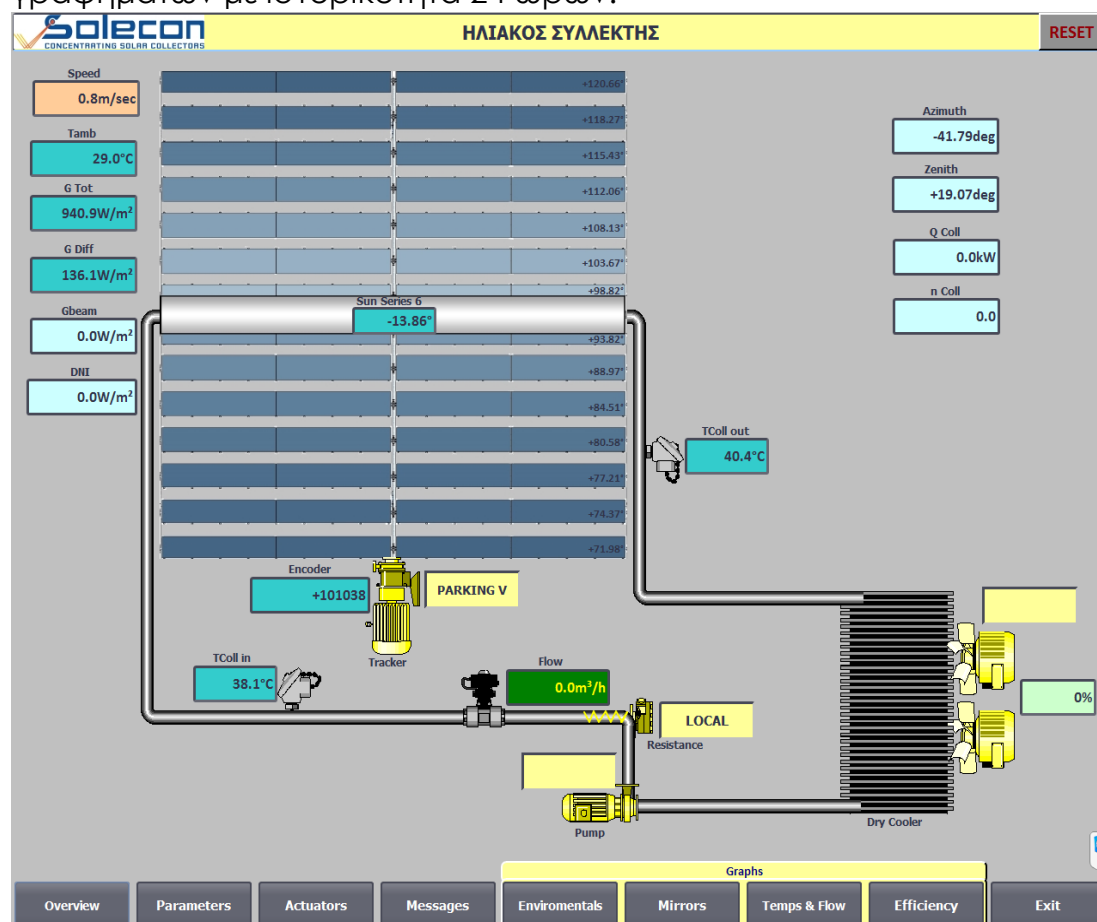 γραφημάτων με ιστορικότητα 24 ωρών.
Solecon
CONCENTRATING SOLAR COLLECTORS
ΗΛΙΑΚΟΣ ΣΥΛΛΕΚΤΗΣ
RESET
Speed
0.8m/sec
Tamb
29.0°C
G Tot
940.9W/m²
G Diff
136.1W/m²
Gbeam
0.0W/m²
DNI
0.0W/m²
+120.66°
+118.27°
+115.43°
+112.06°
+108.13°
+103.67°
+98.82°
Sun Series 6
-13.86°
+93.82°
+88.97°
+84.51°
+80.58°
+77.21°
+74.37°
+71.98°
Azimuth
-41.79deg
Zenith
+19.07deg
Q Coll
0.0kW
n Coll
0.0
TColl out
40.4°C
Encoder
+101038
PARKING V
Tracker
TColl in
38.1°C
Flow
0.0m³/h
LOCAL
Resistance
0%
Pump
Dry Cooler
Graphs
Overview
Parameters
Actuators
Messages
Enviromentals
Mirrors
Temps & Flow
Efficiency
Exit